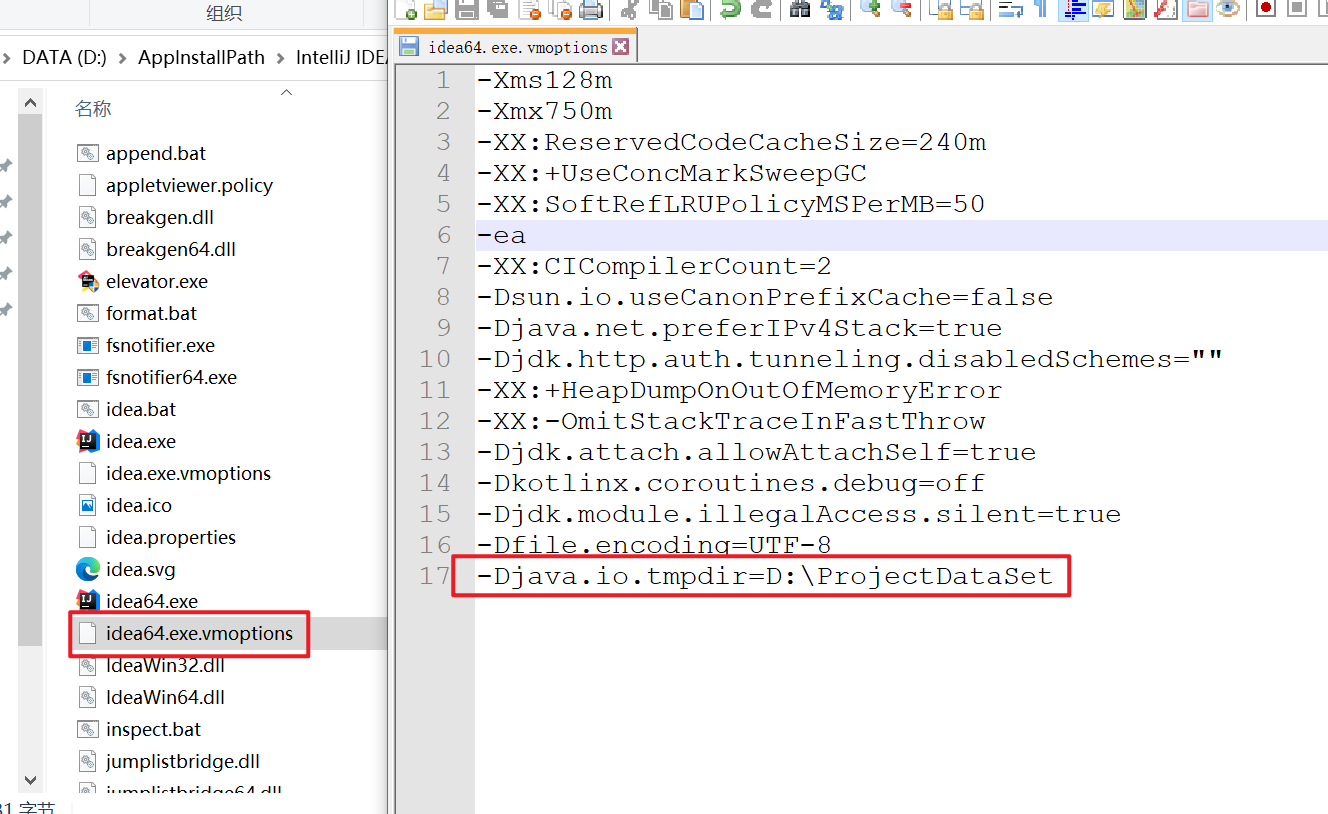 组织
DATA (D:)
AppInstallPath
IntelliJ IDEA
名称
append.bat
appletviewer.policy
breakgen.dll
breakgen64.dll
elevator.exe
format.bat
fsnotifier.exe
fsnotifier64.exe
idea.bat
idea.exe
idea.exe.vmoptions
idea.ico
idea.properties
idea.svg
idea64.exe
idea64.exe.vmoptions
IdeaWin32.dll
IdeaWin64.dll
inspect.bat
jumplistbridge.dll
jumplistbridge64.dll
字节
idea64.exe.vmoptions
1 -Xms128m
2 -Xmx750m
3 -XX:ReservedCodeCacheSize=240m
4 -XX:+UseConcMarkSweepGC
5 -XX:SoftRefLRUPolicyMSPerMB=50
6 -ea
7 -XX:CICompilerCount=2
8 -Dsun.io.useCanonPrefixCache=false
9 -Djava.net.preferIPv4Stack=true
10 -Djdk.http.auth.tunneling.disabledSchemes=""
11 -XX:+HeapDumpOnOutOfMemoryError
12 -XX:-OmitStackTraceInFastThrow
13 -Djdk.attach.allowAttachSelf=true
14 -Dkotlinx.coroutines.debug=off
15 -Djdk.module.illegalAccess.silent=true
16 -Dfile.encoding=UTF-8
17 -Djava.io.tmpdir=D:\ProjectDataSet